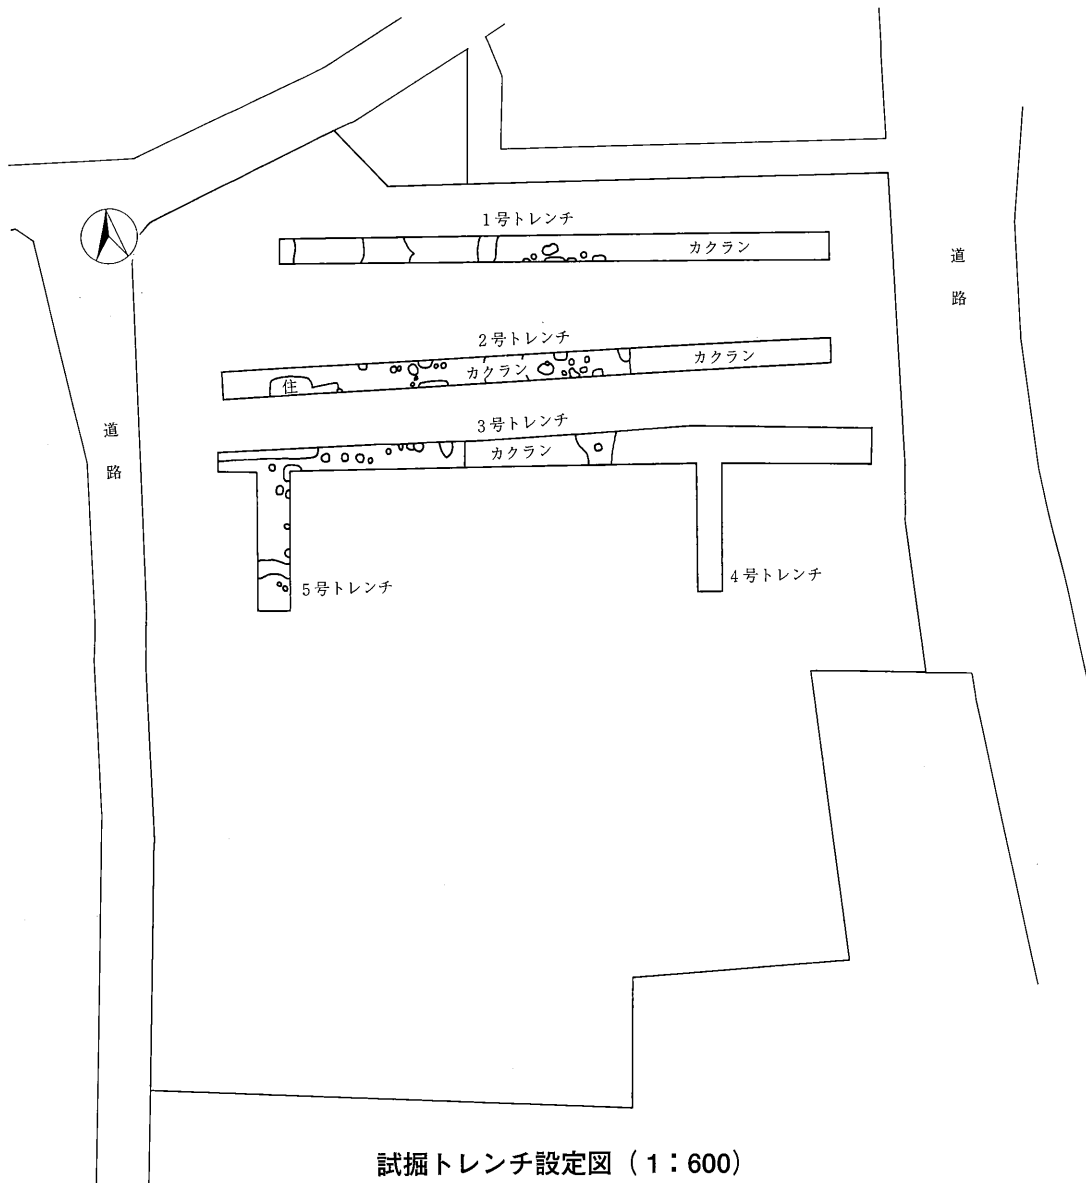 1号トレンチ
カクラン
道路
2号トレンチ
カクラン
カクラン
住
3号トレンチ
道路
カクラン
5号トレンチ
4号トレンチ
試掘トレンチ設定図（1：600）